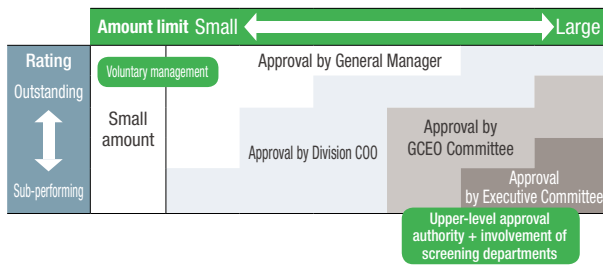 Amount limit Small Large
Rating
Outstanding
Sub-performing
Voluntary management
Small
amount
Approval by General Manager
Approval by Division COO
Approval by
GCEO Committee
Approval
by Executive Committee
Upper-level approval
authority + involvement of
screening departments